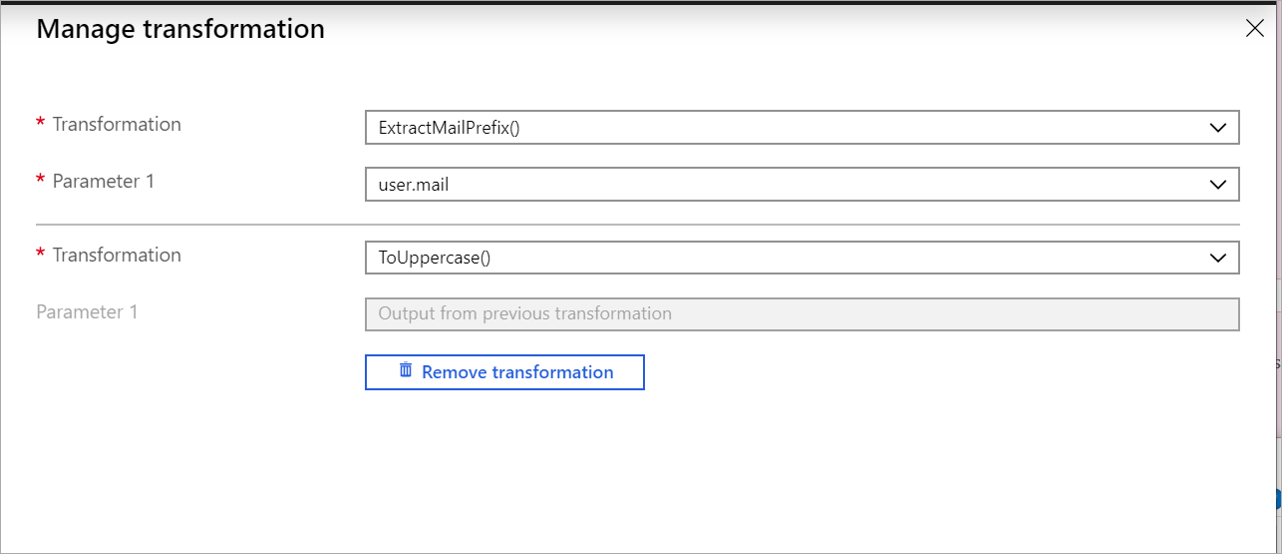 Manage transformation
* Transformation
ExtractMailPrefix()
* Parameter 1
user.mail
* Transformation
ToUppercase()
Parameter 1
Output from previous transformation
Remove transformation
s